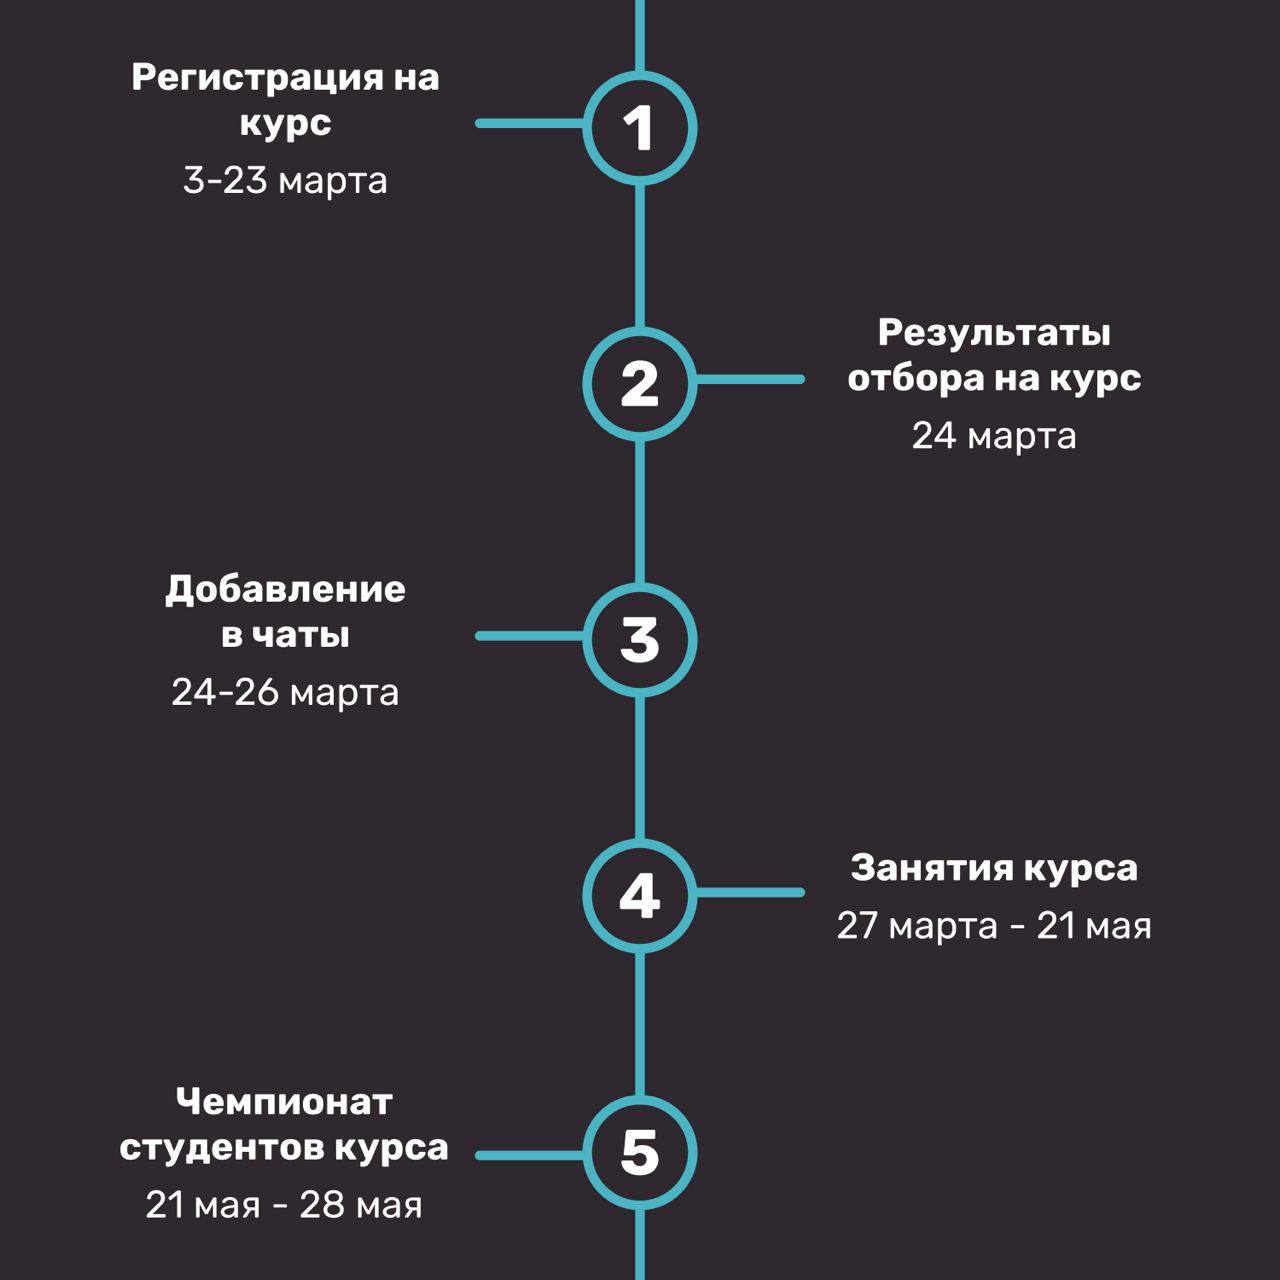 Регистрация на
курс
3-23 марта
1
2
Результаты
отбора на курс
24 марта
Добавление
в чаты
24-26 марта
3
4
Занятия курса
27 марта - 21 мая
Чемпионат
студентов курса
21 мая - 28 мая
5